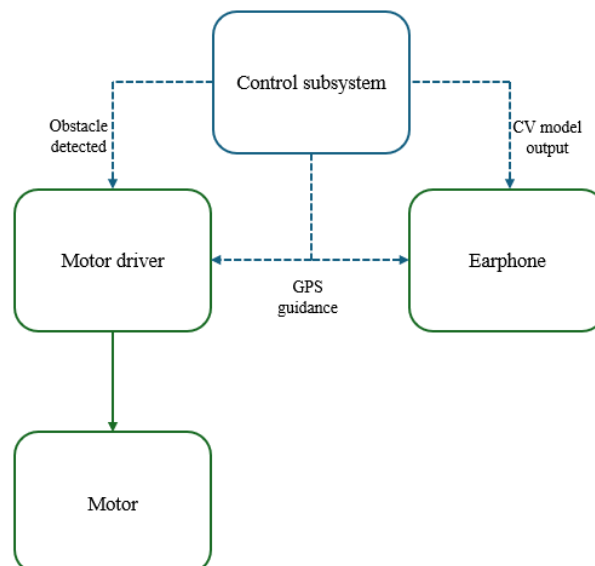 Control subsystem
Obstacle
detected
CV model
output
Motor driver
Earphone
GPS
guidance
Motor